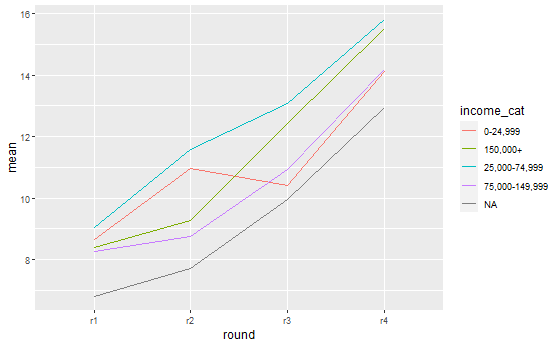 16
14
12
10
8
mean
r1
r2
r3
r4
round
income_cat
0-24,999
150,000+
25,000-74,999
75,000-149,999
NA